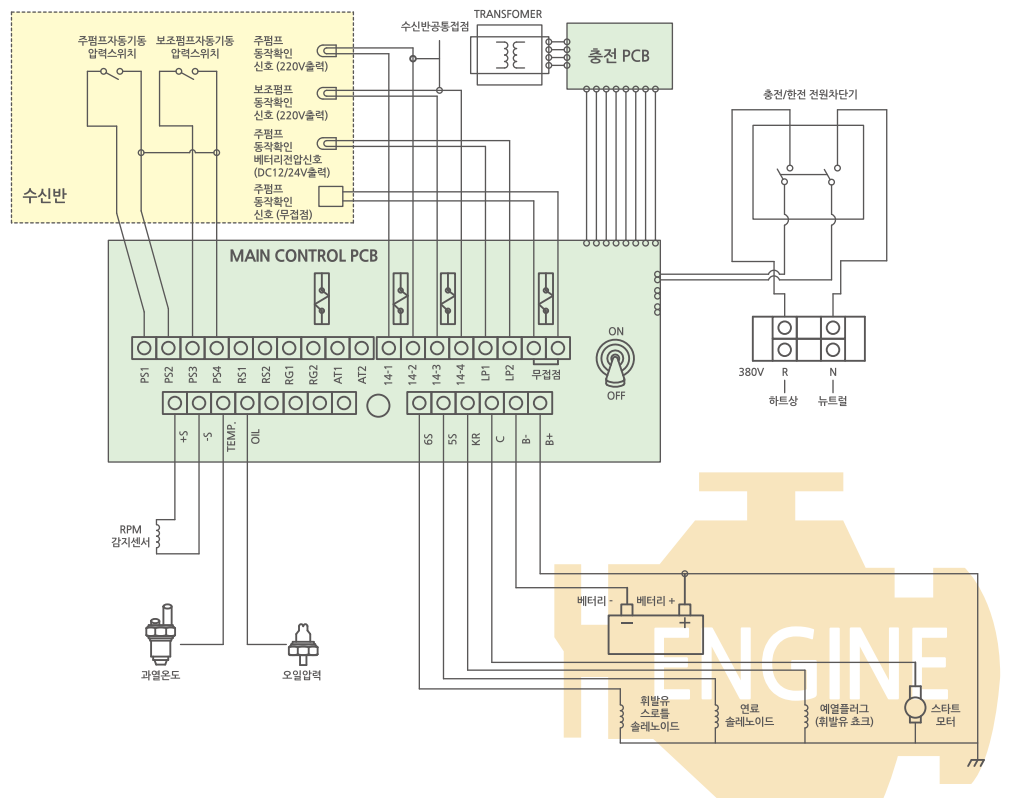 TRANSFOMER
수신반공통접점
주펌프자동기동
압력스위치
보조펌프자동기동
압력스위치
주펌프
동작확인
신호 (220V출력)
보조펌프
동작확인
신호 (220V출력)
주펌프
동작확인
베터리전압신호
(DC12/24V출력)
주펌프
동작확인
신호 (무접점)
수신반
충전 PCB
충전/한전 전원차단기
MAIN CONTROL PCB
ON
OFF
PS1
PS2
PS3
PS4
RS1
RS2
RG1
RG2
AT1
AT2
14-1
14-2
14-3
14-4
LP1
LP2
무접점
380V
R
N
하트상
뉴트럴
+S
-S
TEMP.
OIL
6S
5S
KR
C
B-
B+
RPM
감지센서
과열온도
오일압력
베터리 -
베터리 +
ENGINE
휘발유
스로틀
솔레노이드
연료
솔레노이드
예열플러그
(휘발유 쵸크)
스타트
모터